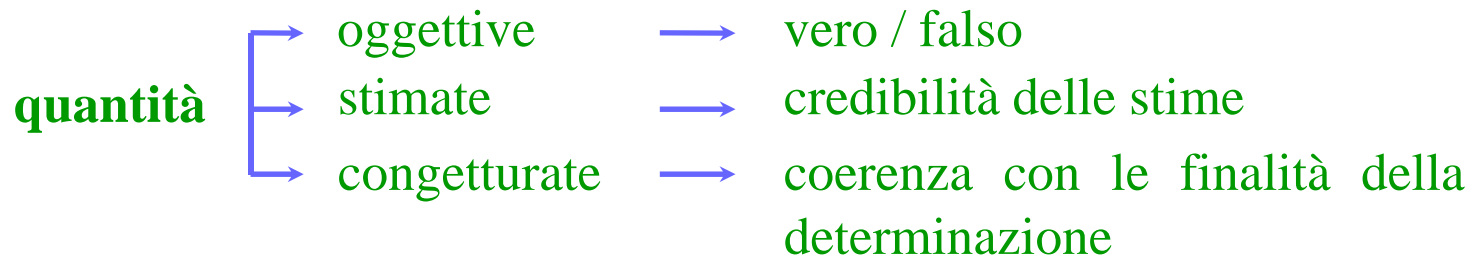 oggettive vero / falso
quantità stimate credibilità delle stime
congetturate coerenza con le finalità della
determinazione